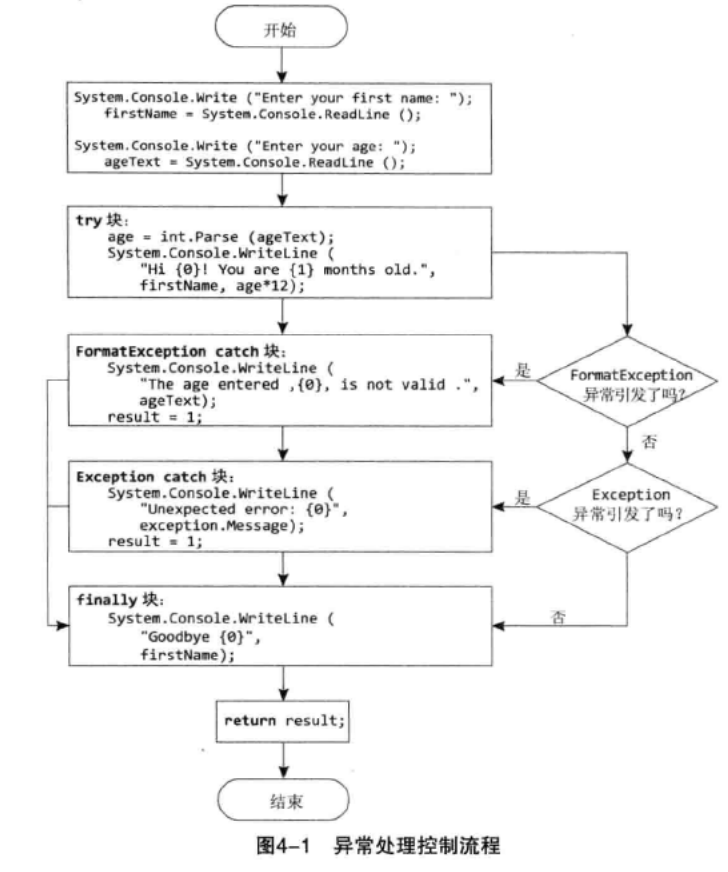 开始
System.Console.Write ("Enter your first name: ");
firstName = System.Console.ReadLine ();
System.Console.Write ("Enter your age: ");
ageText = System.Console.ReadLine ();
try 块:
age = int.Parse (ageText);
System.Console.WriteLine (
"Hi {0}! You are {1} months old.",
firstName, age*12);
FormatException catch 块:
System.Console.WriteLine (
"The age entered ,{0}, is not valid .",
ageText);
result = 1;
是
FormatException
异常引发了吗?
否
Exception catch 块:
System.Console.WriteLine (
"Unexpected error: {0}",
exception.Message);
result = 1;
是
Exception
异常引发了吗?
finally 块:
System.Console.WriteLine (
"Goodbye {0}",
firstName);
否
return result;
结束
图4-1 异常处理控制流程